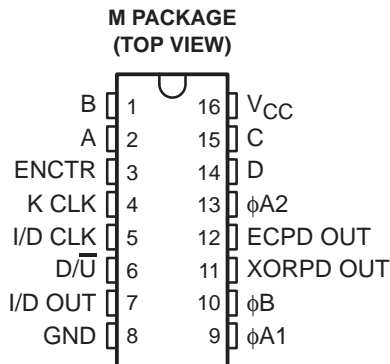 M PACKAGE
(TOP VIEW)
B 1 16 VCC
A 2 15 C
ENCTR 3 14 D
K CLK 4 13 ϕA2
I/D CLK 5 12 ECPD OUT
D/U̅ 6 11 XORPD OUT
I/D OUT 7 10 ϕB
GND 8 9 ϕA1